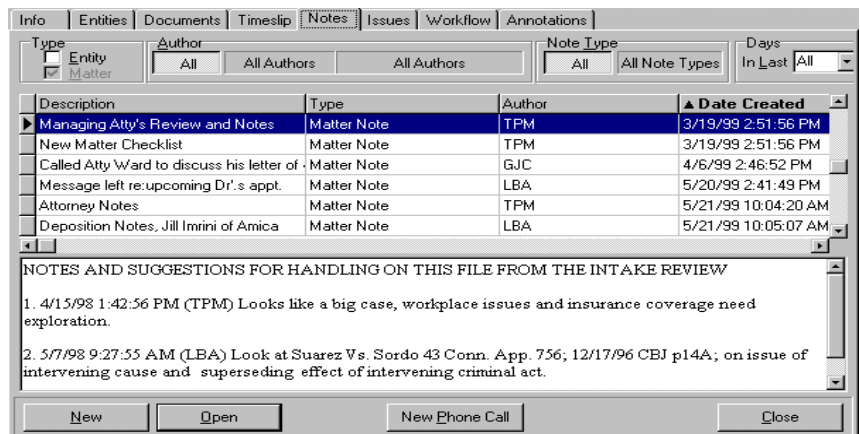 Info Entities Documents Timeslip Notes Issues Workflow Annotations
Type Author Note Type Days
Entity All All Authors All Authors All All Note Types In Last All
Matter
Description Type Author ▲ Date Created
Managing Atty's Review and Notes Matter Note TPM 3/19/99 2:51:56 PM
New Matter Checklist Matter Note TPM 3/19/99 2:51:56 PM
Called Atty Ward to discuss his letter of Matter Note GJC 4/6/99 2:46:52 PM
Message left re:upcoming Dr'.s appt. Matter Note LBA 5/20/99 2:41:49 PM
Attorney Notes Matter Note TPM 5/21/99 10:04:20 AM
Deposition Notes, Jill Imrini of Amica Matter Note LBA 5/21/99 10:05:07 AM
NOTES AND SUGGESTIONS FOR HANDLING ON THIS FILE FROM THE INTAKE REVIEW
1. 4/15/98 1:42:56 PM (TPM) Looks like a big case, workplace issues and insurance coverage need
exploration.
2. 5/7/98 9:27:55 AM (LBA) Look at Suarez Vs. Sordo 43 Conn. App. 756; 12/17/96 CBJ p14A; on issue of
intervening cause and superseding effect of intervening criminal act.
New Open New Phone Call Close